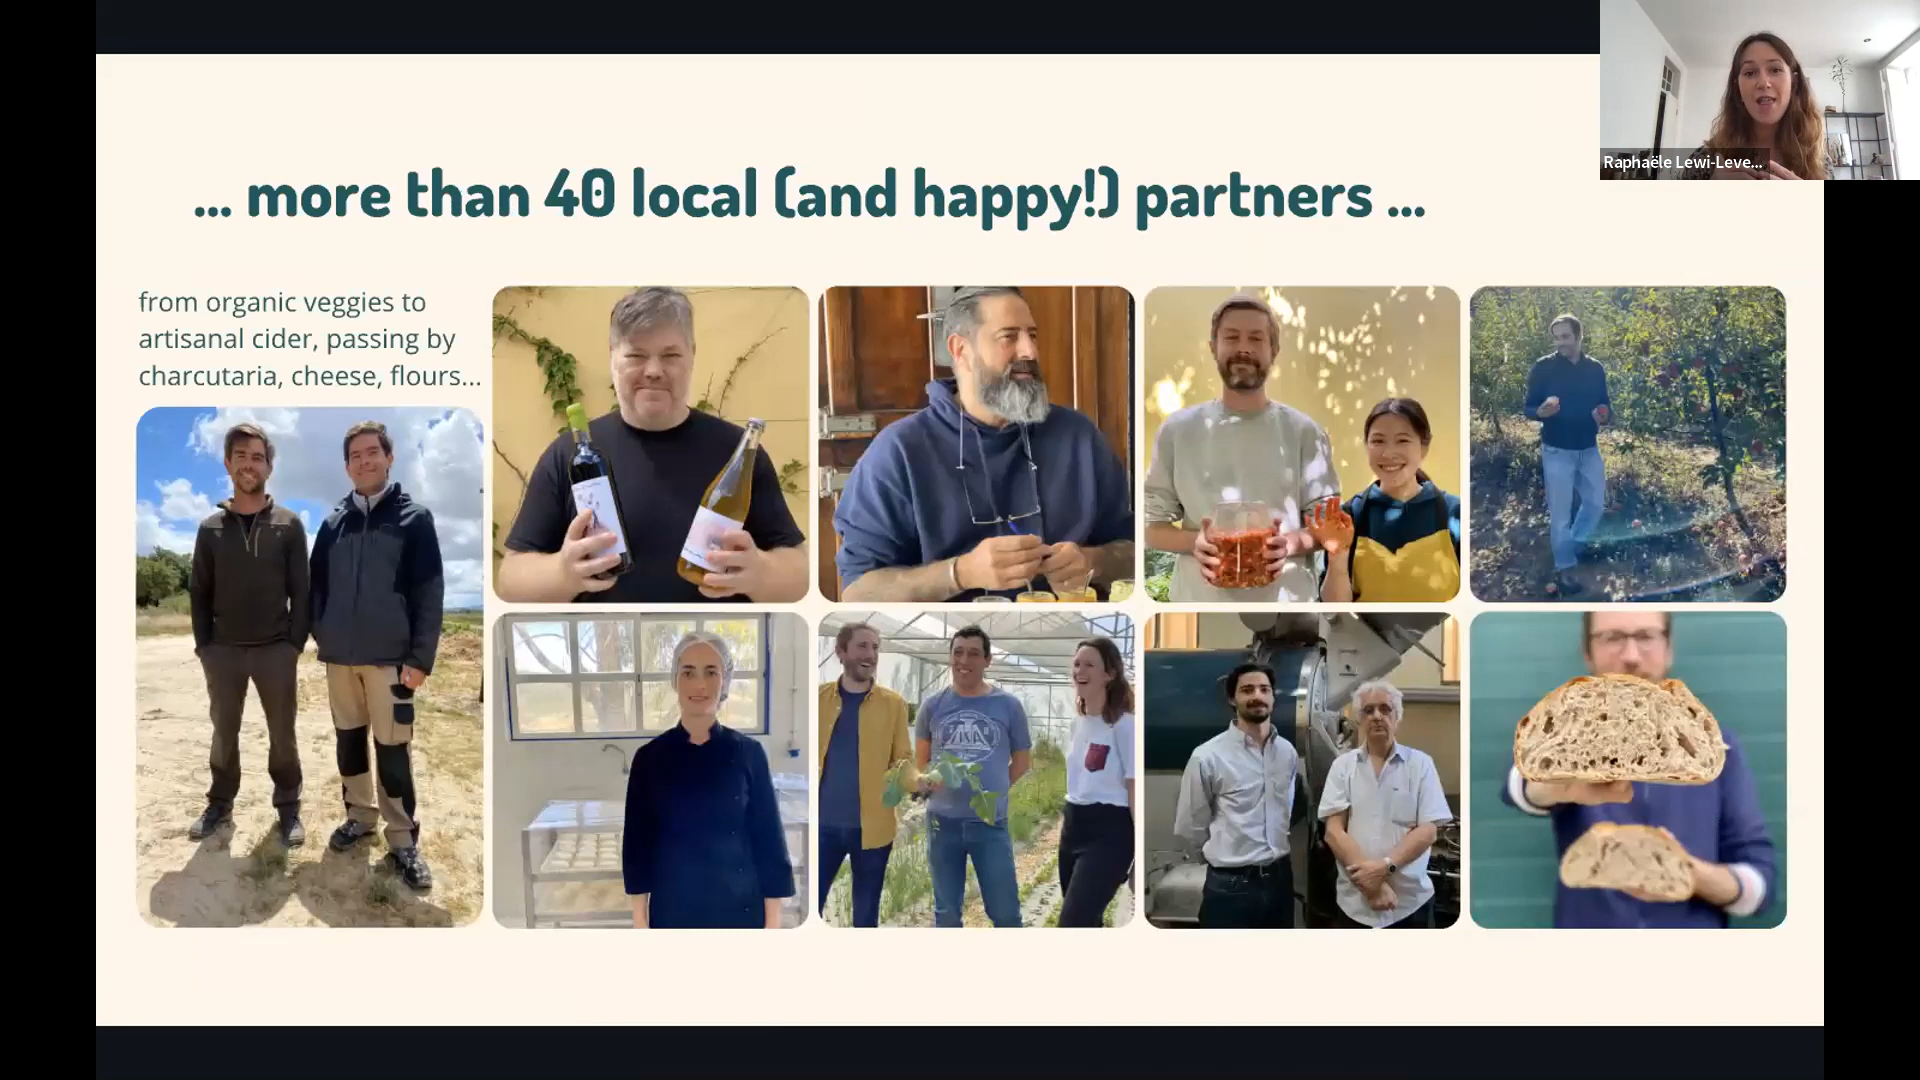 ... more than 40 local (and happy!) partners ...
Raphaële Lewi-Leve...
from organic veggies to
artisanal cider, passing by
charcutaria, cheese, flours...